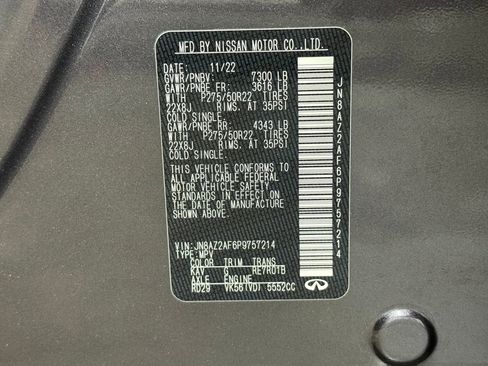 MFD BY NISSAN MOTOR CO.,LTD.
DATE: 11/22
GVWR/PNBV: 7300 LB
GAWR/PNBE FR: 3616 LB
WITH P275/50R22 TIRES
22X8J RIMS. AT 35PSI
COLD SINGLE.
GAWR/PNBE RR: 4343 LB
WITH P275/50R22 TIRES
22X8J RIMS. AT 35PSI
COLD SINGLE.
THIS VEHICLE CONFORMS TO
ALL APPLICABLE FEDERAL
MOTOR VEHICLE SAFETY
STANDARDS IN EFFECT ON
THE DATE OF MANUFACTURE
SHOWN ABOVE.
VIN: JN8AZ2AF6P9757214
TYPE: MPV
COLOR TRIM TRANS
KAV G RE7R01B
AXLE ENGINE
RD29 VK56(VD) 5552CC
JN8AZ2AF6P9757214